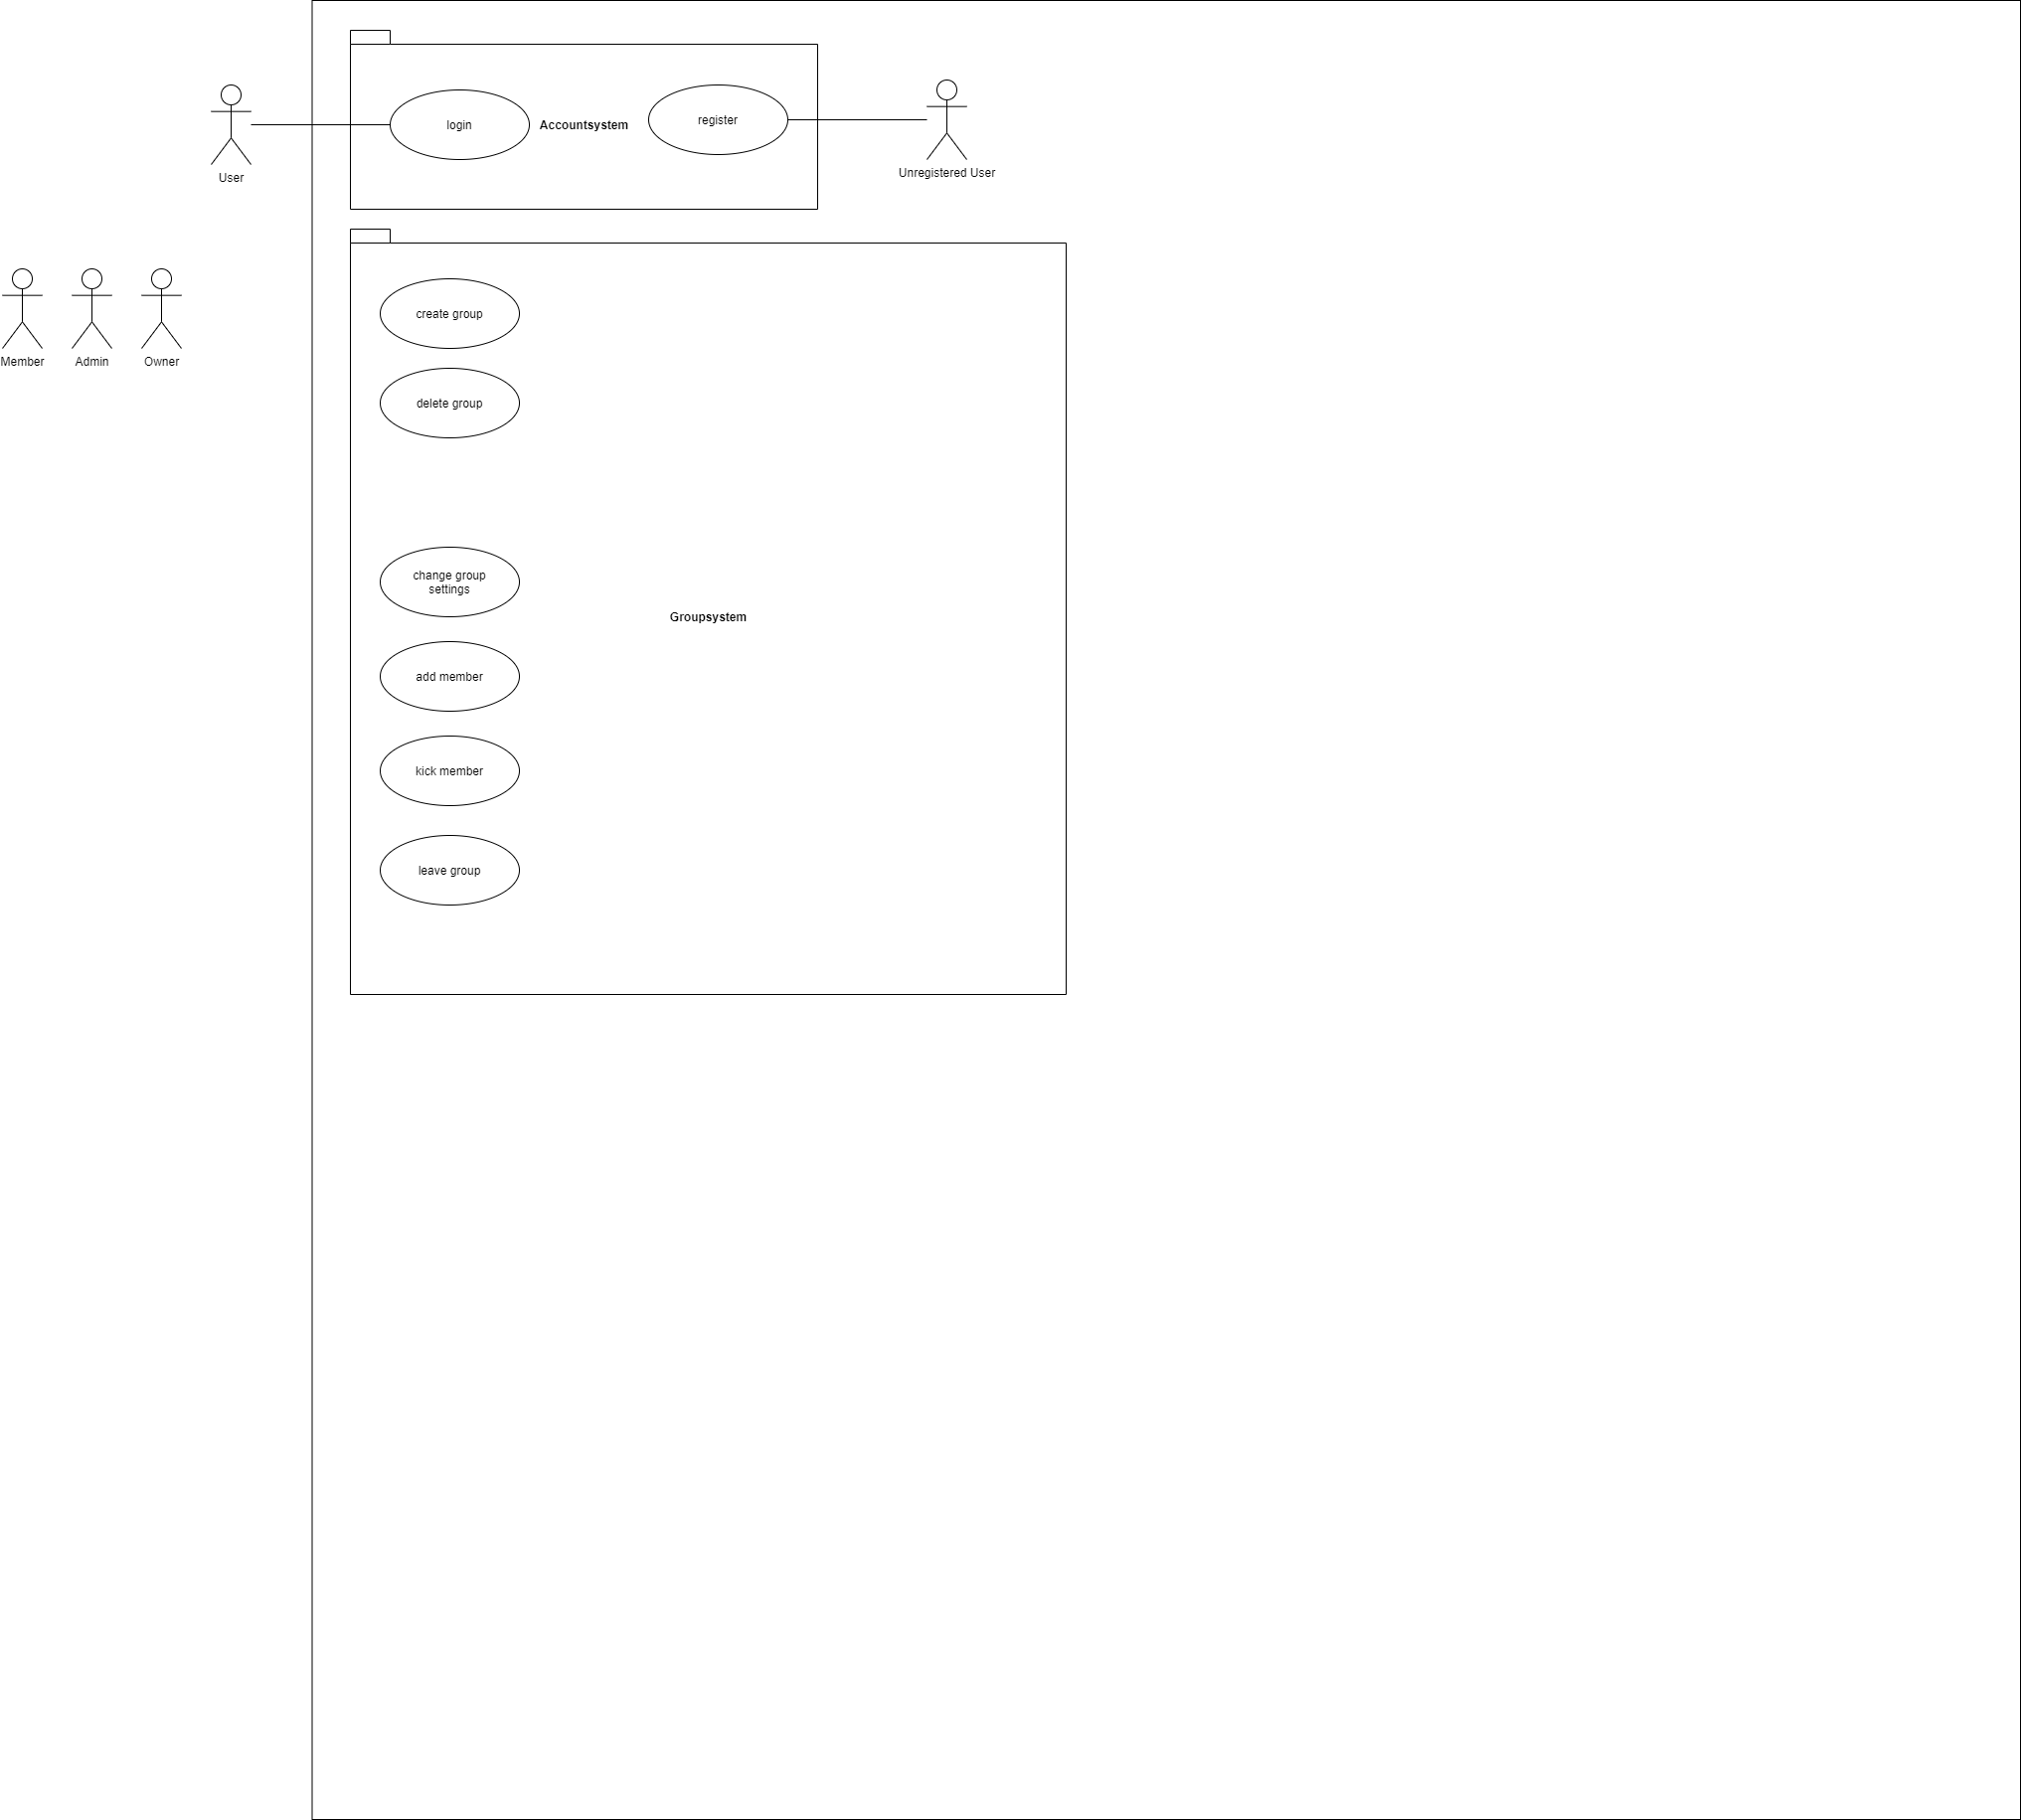 login
Accountsystem
register
User
Unregistered User
Member
Admin
Owner
create group
delete group
change group
settings
Groupsystem
add member
kick member
leave group